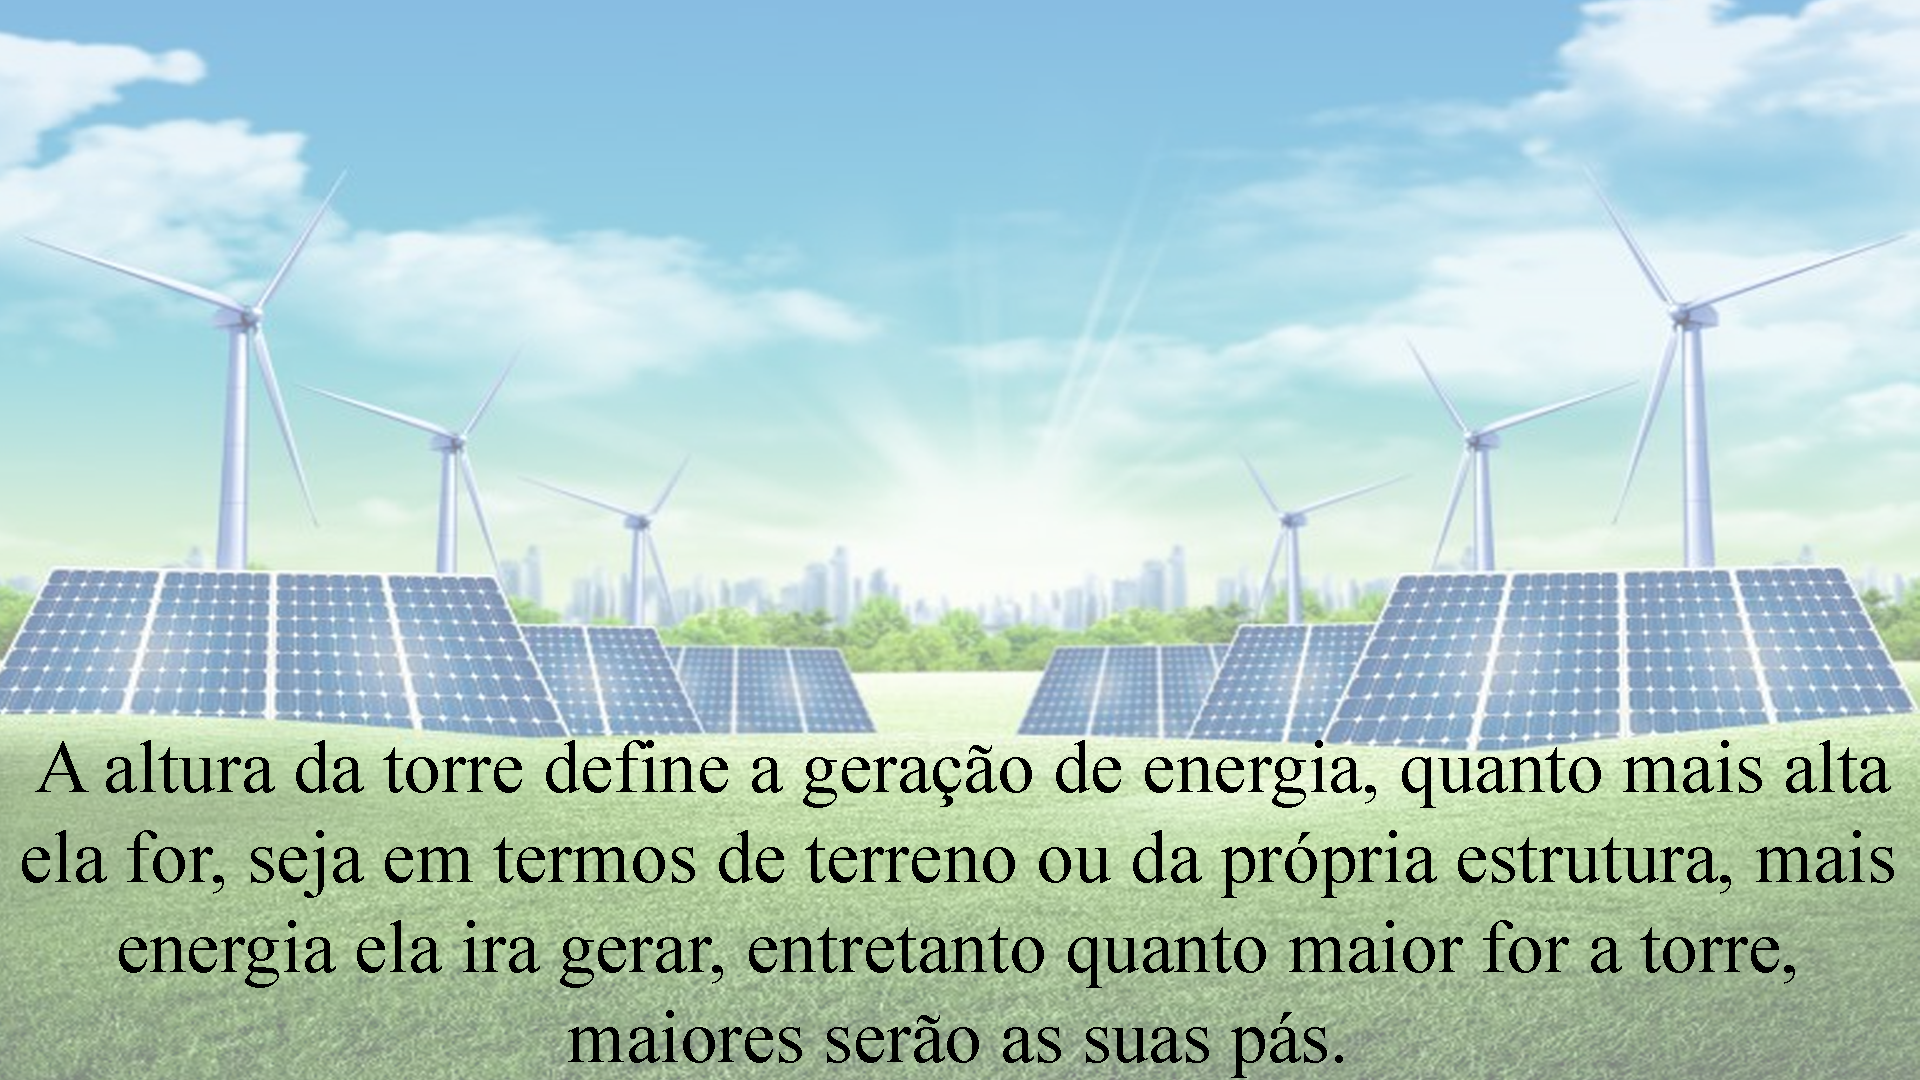 A altura da torre define a geração de energia, quanto mais alta
ela for, seja em termos de terreno ou da própria estrutura, mais
energia ela ira gerar, entretanto quanto maior for a torre,
maiores serão as suas pás.